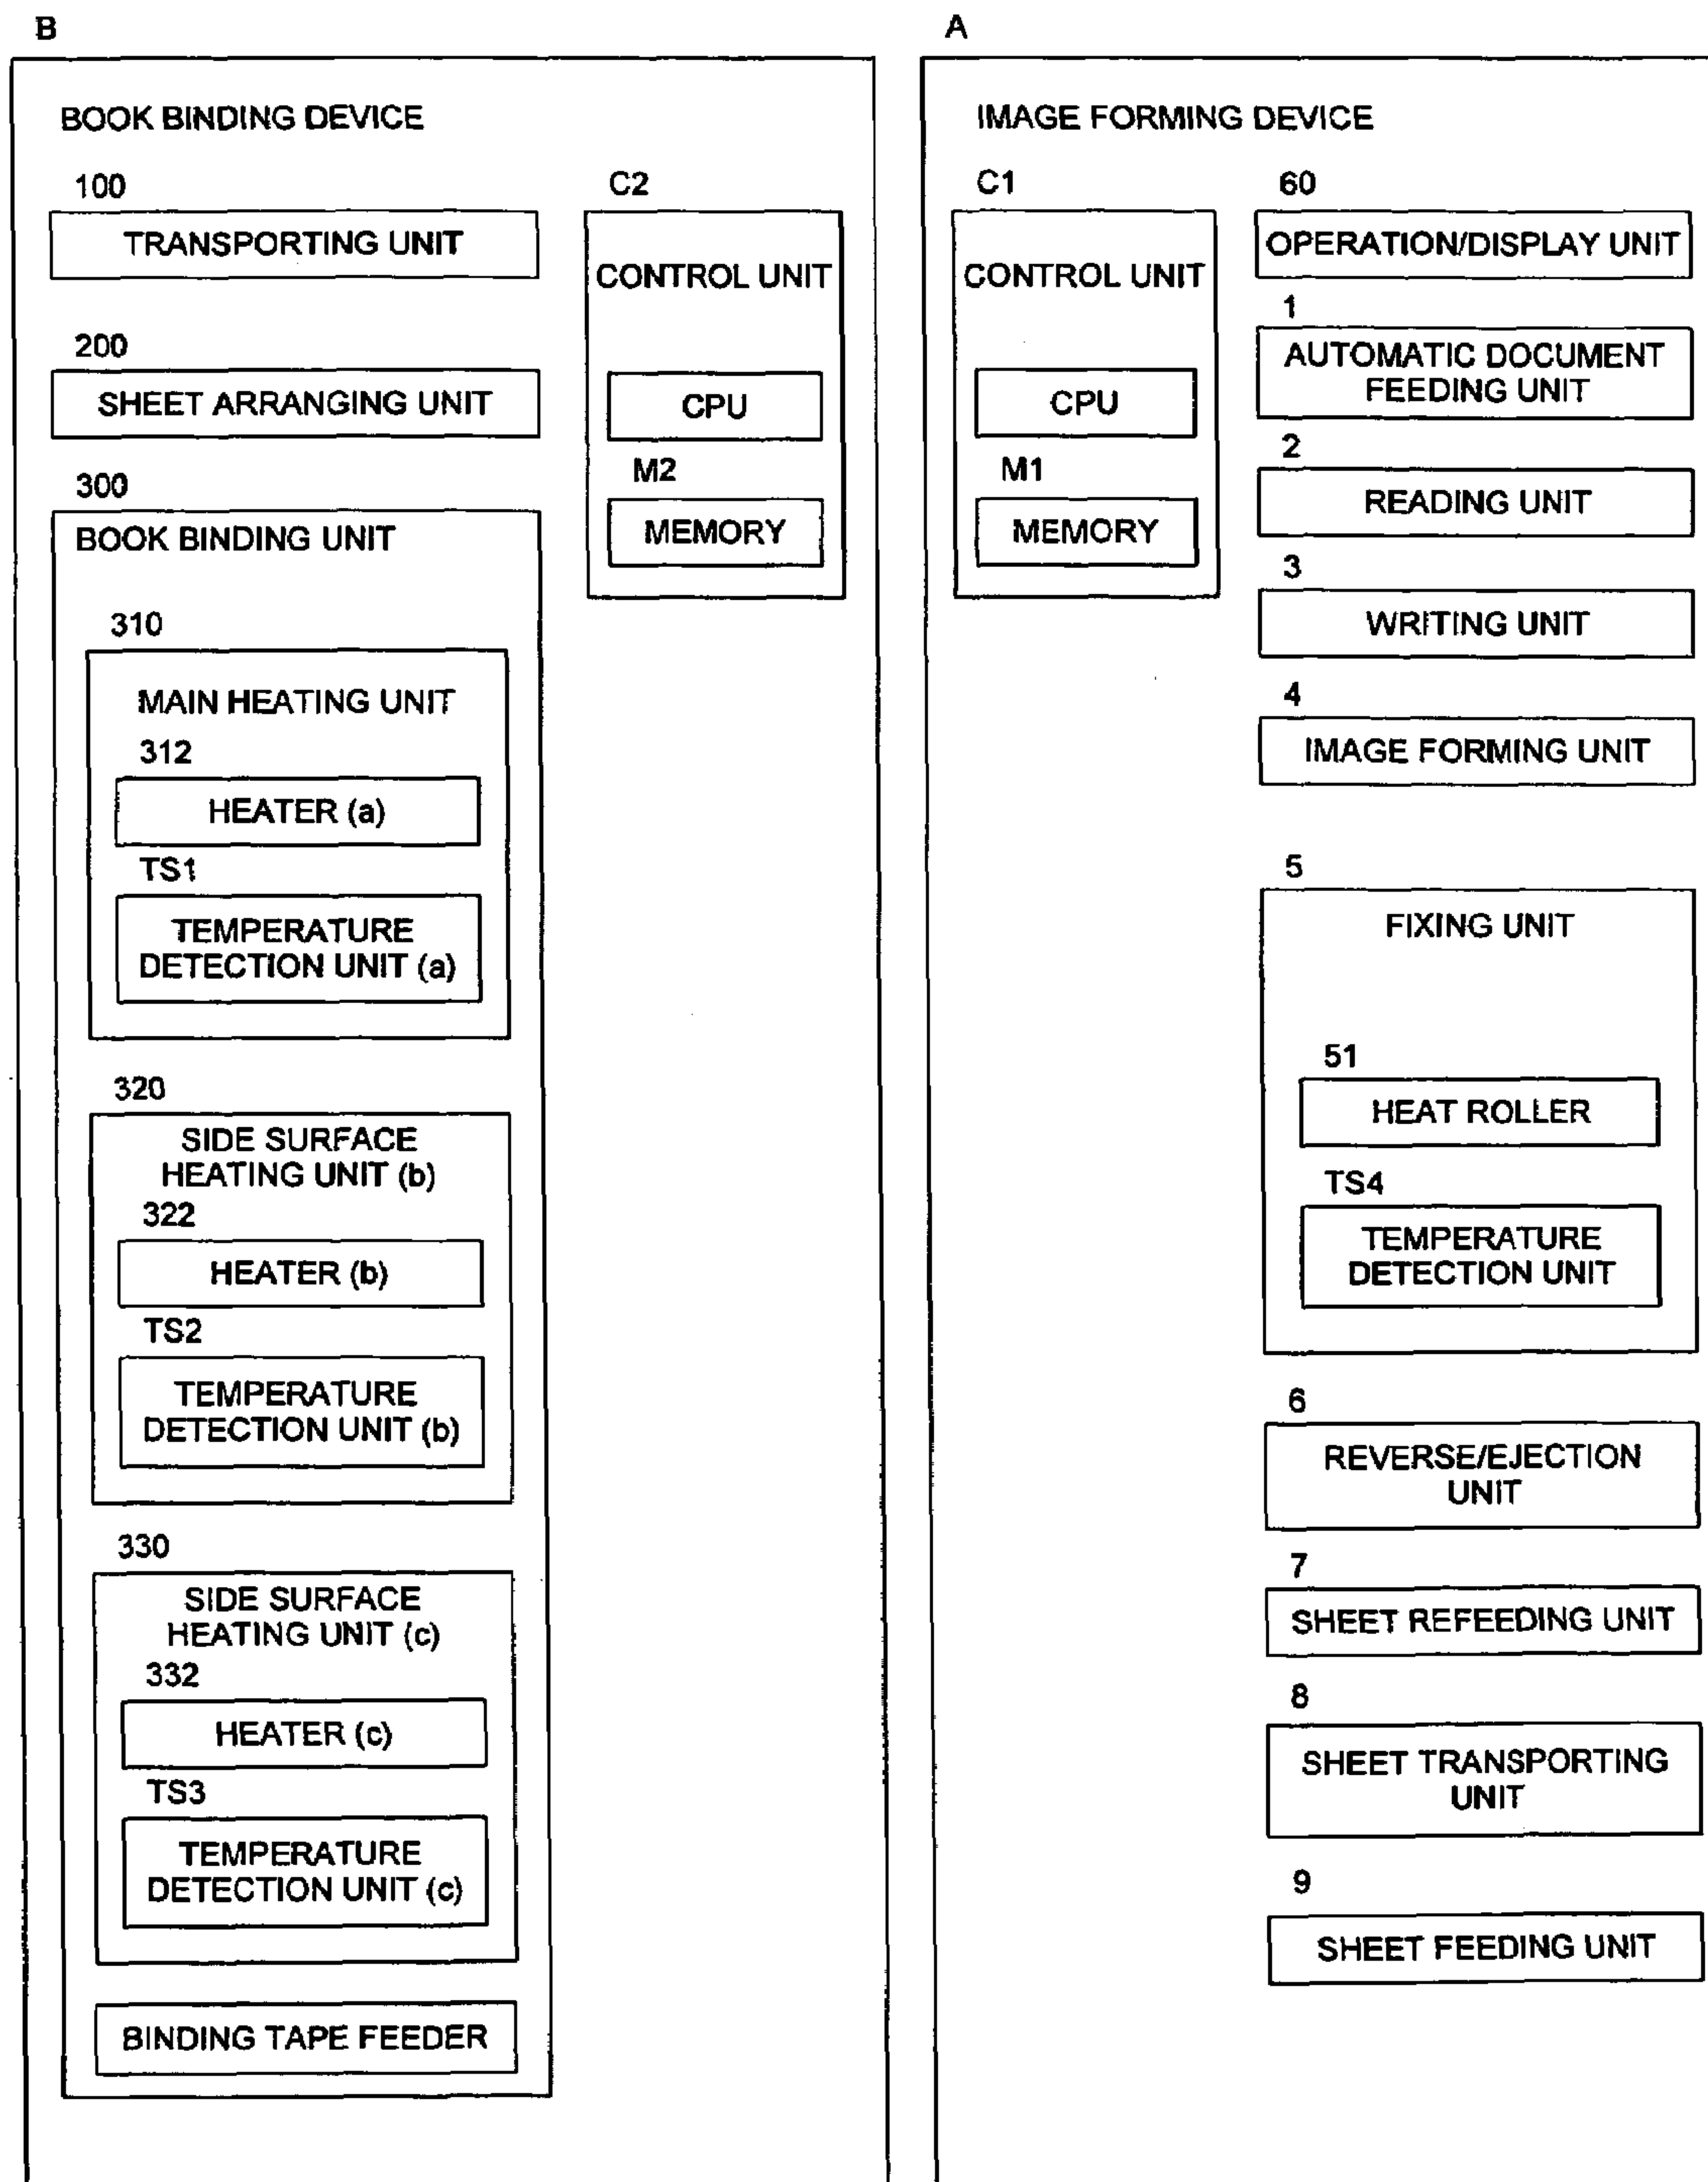 B
BOOK BINDING DEVICE
100
TRANSPORTING UNIT
200
SHEET ARRANGING UNIT
300
BOOK BINDING UNIT
310
MAIN HEATING UNIT
312
HEATER (a)
TS1
TEMPERATURE
DETECTION UNIT (a)
320
SIDE SURFACE
HEATING UNIT (b)
322
HEATER (b)
TS2
TEMPERATURE
DETECTION UNIT (b)
330
SIDE SURFACE
HEATING UNIT (c)
332
HEATER (c)
TS3
TEMPERATURE
DETECTION UNIT (c)
BINDING TAPE FEEDER
C2
CONTROL UNIT
CPU
M2
MEMORY
A
IMAGE FORMING DEVICE
C1
CONTROL UNIT
CPU
M1
MEMORY
60
OPERATION/DISPLAY UNIT
1
AUTOMATIC DOCUMENT
FEEDING UNIT
2
READING UNIT
3
WRITING UNIT
4
IMAGE FORMING UNIT
5
FIXING UNIT
51
HEAT ROLLER
TS4
TEMPERATURE
DETECTION UNIT
6
REVERSE/EJECTION
UNIT
7
SHEET REFEEDING UNIT
8
SHEET TRANSPORTING
UNIT
9
SHEET FEEDING UNIT